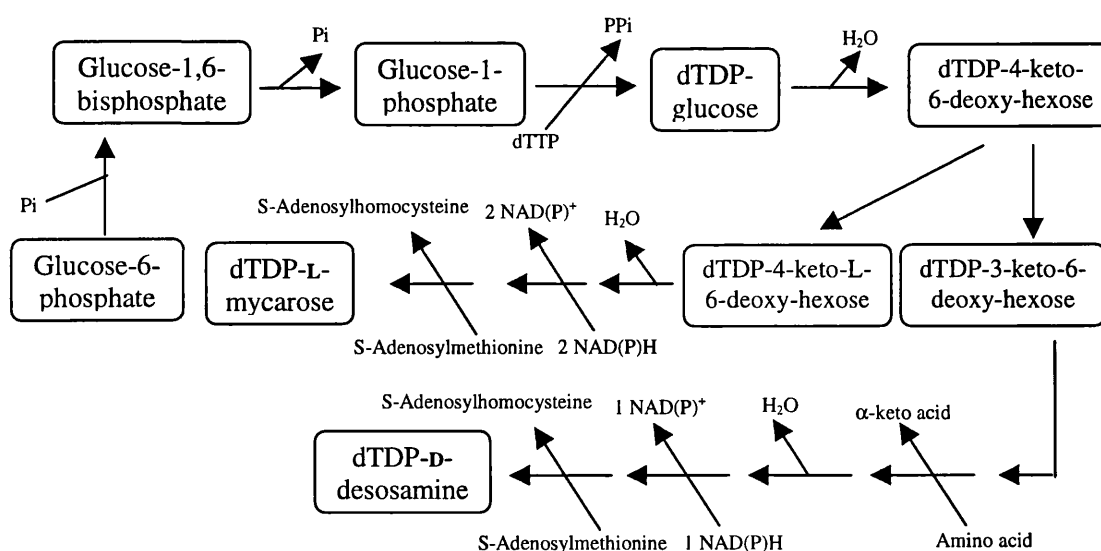 Pi
PPi
H₂O
Glucose-1,6-
bisphosphate
Glucose-1-
phosphate
dTDP-
glucose
dTDP-4-keto-
6-deoxy-hexose
dTTP
Pi
S-Adenosylhomocysteine
2 NAD(P)⁺
H₂O
Glucose-6-
phosphate
dTDP-L-
mycarose
dTDP-4-keto-L-
6-deoxy-hexose
dTDP-3-keto-6-
deoxy-hexose
S-Adenosylmethionine
2 NAD(P)H
S-Adenosylhomocysteine
1 NAD(P)⁺
H₂O
α-keto acid
dTDP-D-
desosamine
S-Adenosylmethionine
1 NAD(P)H
Amino acid